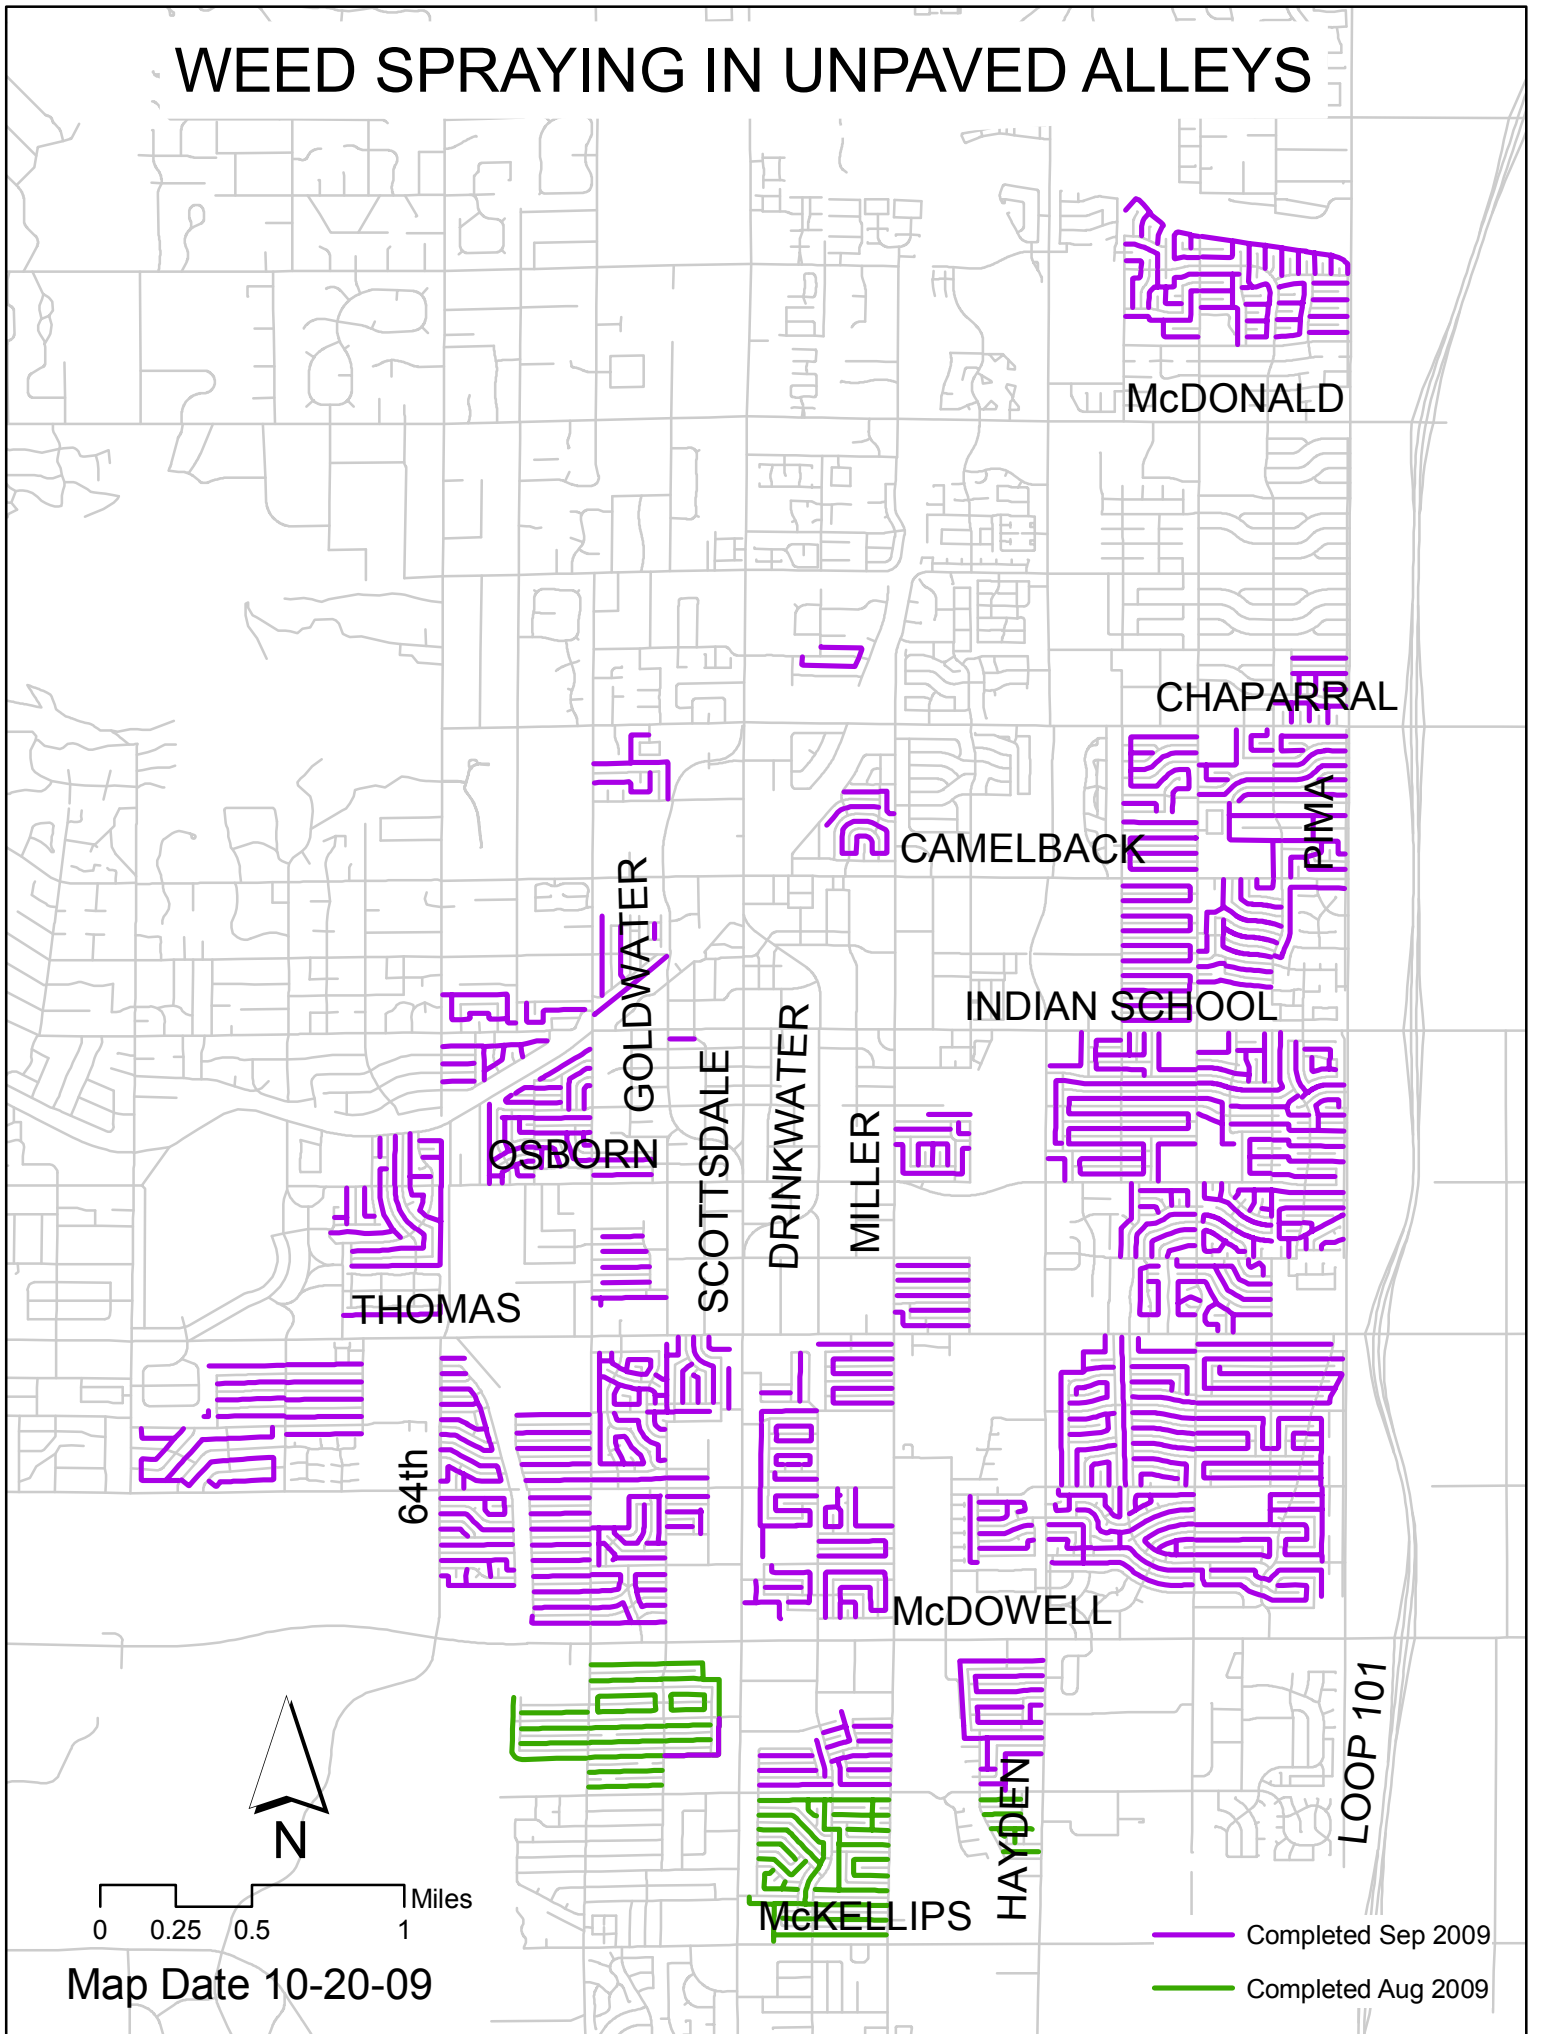 WEED SPRAYING IN UNPAVED ALLEYS
McDONALD
CHAPARRAL
PIMA
CAMELBACK
GOLDWATER
INDIAN SCHOOL
SCOTTSDALE
DRINKWATER
MILLER
OSBORN
THOMAS
64th
McDOWELL
LOOP 101
HAYDEN
McKELLIPS
N
Miles
0 0.25 0.5 1
Map Date 10-20-09
Completed Sep 2009
Completed Aug 2009